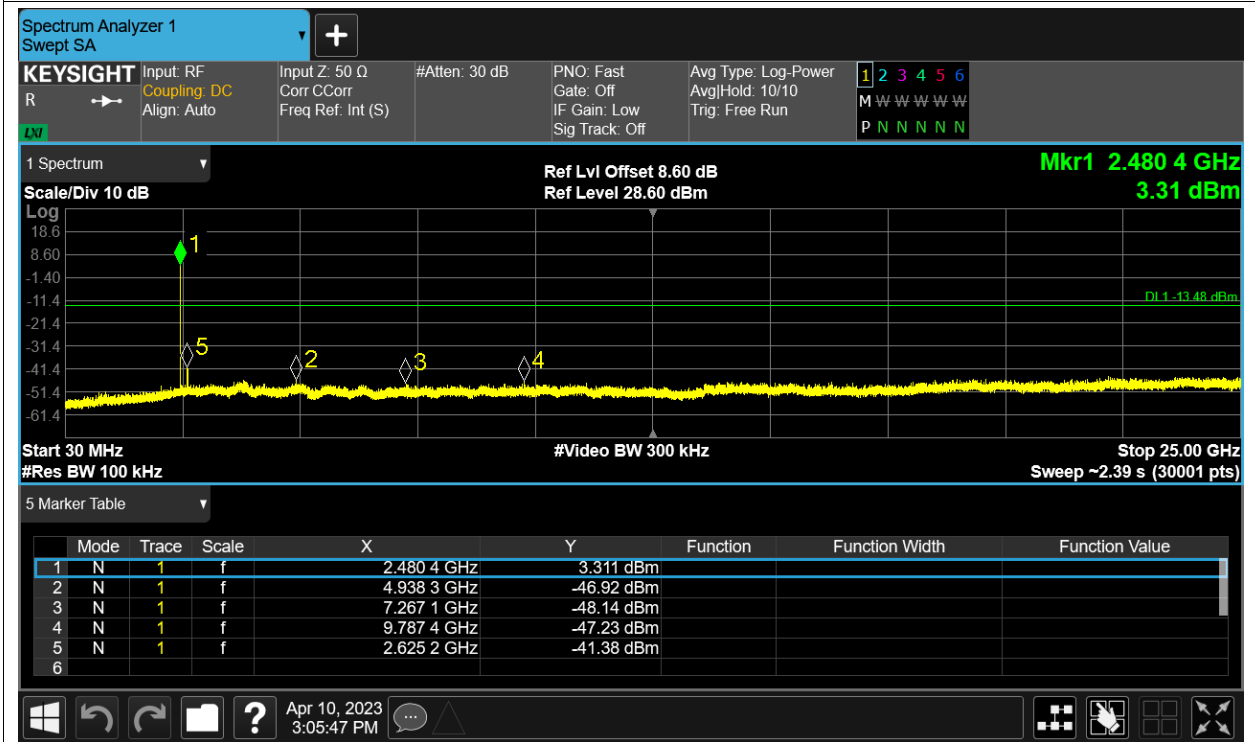 Spectrum Analyzer 1
Swept SA
KEYSIGHT
R
LXI
Input: RF
Coupling: DC
Align: Auto
Input Z: 50 Ω
Corr CCorr
Freq Ref: Int (S)
#Atten: 30 dB
PNO: Fast
Gate: Off
IF Gain: Low
Sig Track: Off
Avg Type: Log-Power
Avg|Hold: 10/10
Trig: Free Run
1 2 3 4 5 6
M W W W W W
P N N N N N
1 Spectrum
Scale/Div 10 dB
Ref Lvl Offset 8.60 dB
Ref Level 28.60 dBm
Mkr1 2.480 4 GHz
3.31 dBm
Log
18.6
8.60
-1.40
-11.4
-21.4
-31.4
-41.4
-51.4
-61.4
1
5
2
3
4
DL1 -13.48 dBm
Start 30 MHz
#Res BW 100 kHz
#Video BW 300 kHz
Stop 25.00 GHz
Sweep ~2.39 s (30001 pts)
5 Marker Table
Mode Trace Scale X Y Function Function Width Function Value
1 N 1 f 2.480 4 GHz 3.311 dBm
2 N 1 f 4.938 3 GHz -46.92 dBm
3 N 1 f 7.267 1 GHz -48.14 dBm
4 N 1 f 9.787 4 GHz -47.23 dBm
5 N 1 f 2.625 2 GHz -41.38 dBm
6
?
Apr 10, 2023
3:05:47 PM